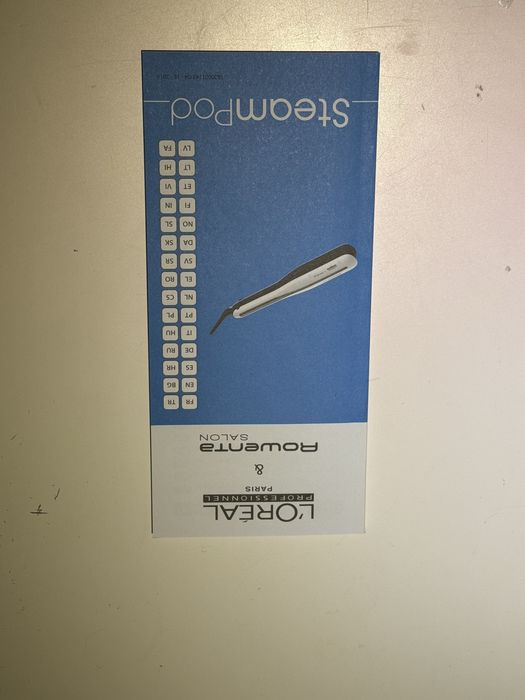 L'ORÉAL
PROFESSIONNEL
PARIS
&
Rowenta
SALON
FR TR
EN BG
ES HR
DE RU
IT HU
PT PL
NL CS
EL RO
SV SR
DA SK
NO SL
FI IN
ET VI
LT HI
LV FA
SteamPod